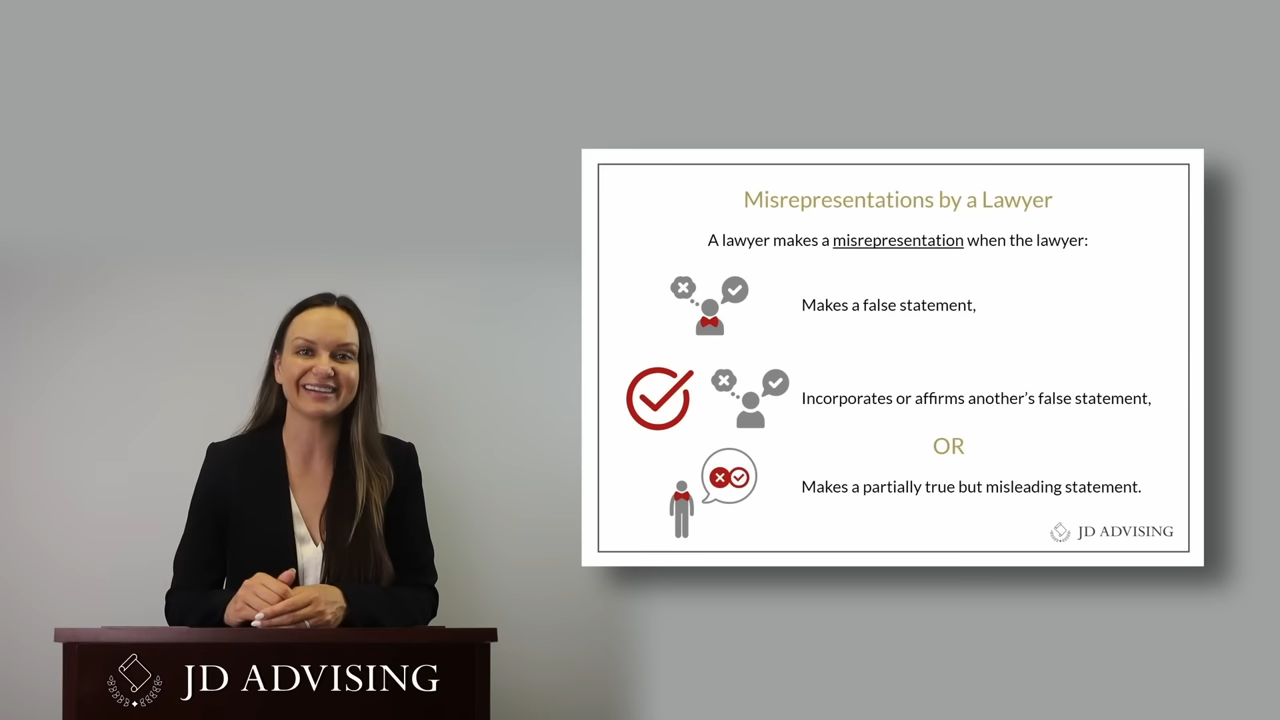 Misrepresentations by a Lawyer
A lawyer makes a misrepresentation when the lawyer:
Makes a false statement,
Incorporates or affirms another’s false statement,
OR
Makes a partially true but misleading statement.
JD ADVISING
JD ADVISING